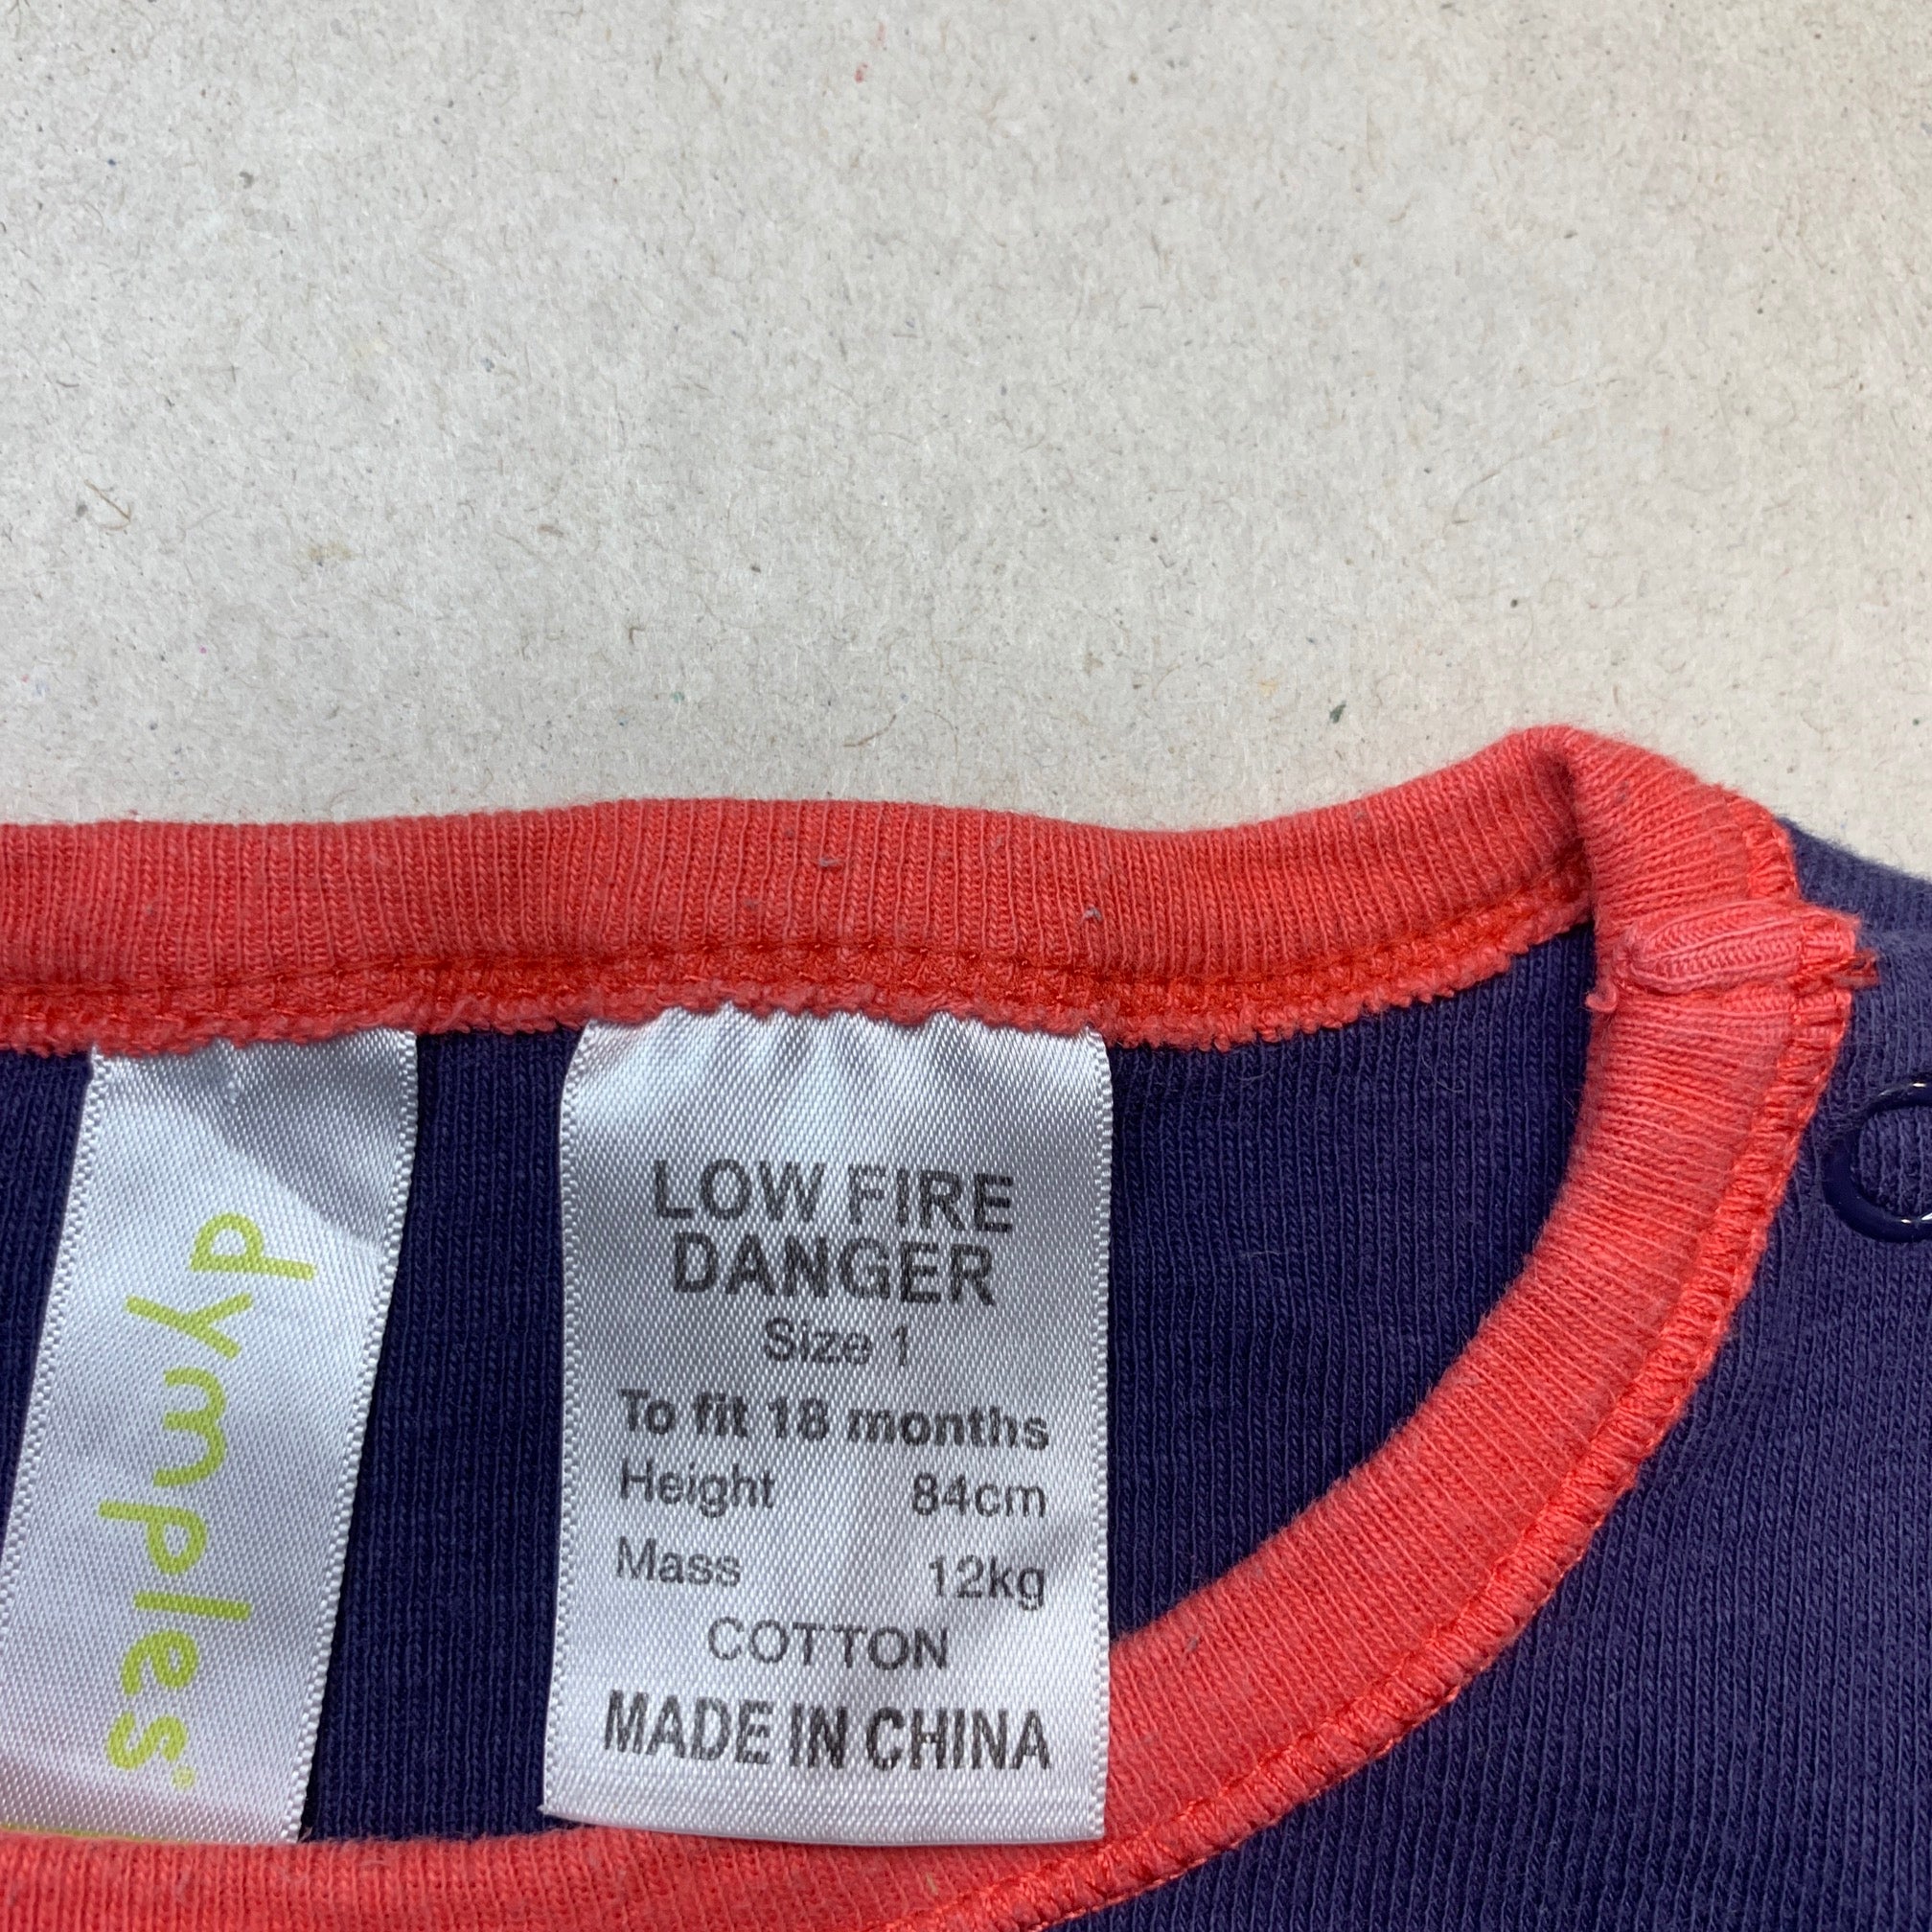 dymples®
LOW FIRE
DANGER
Size 1
To fit 18 months
Height 84cm
Mass 12kg
COTTON
MADE IN CHINA